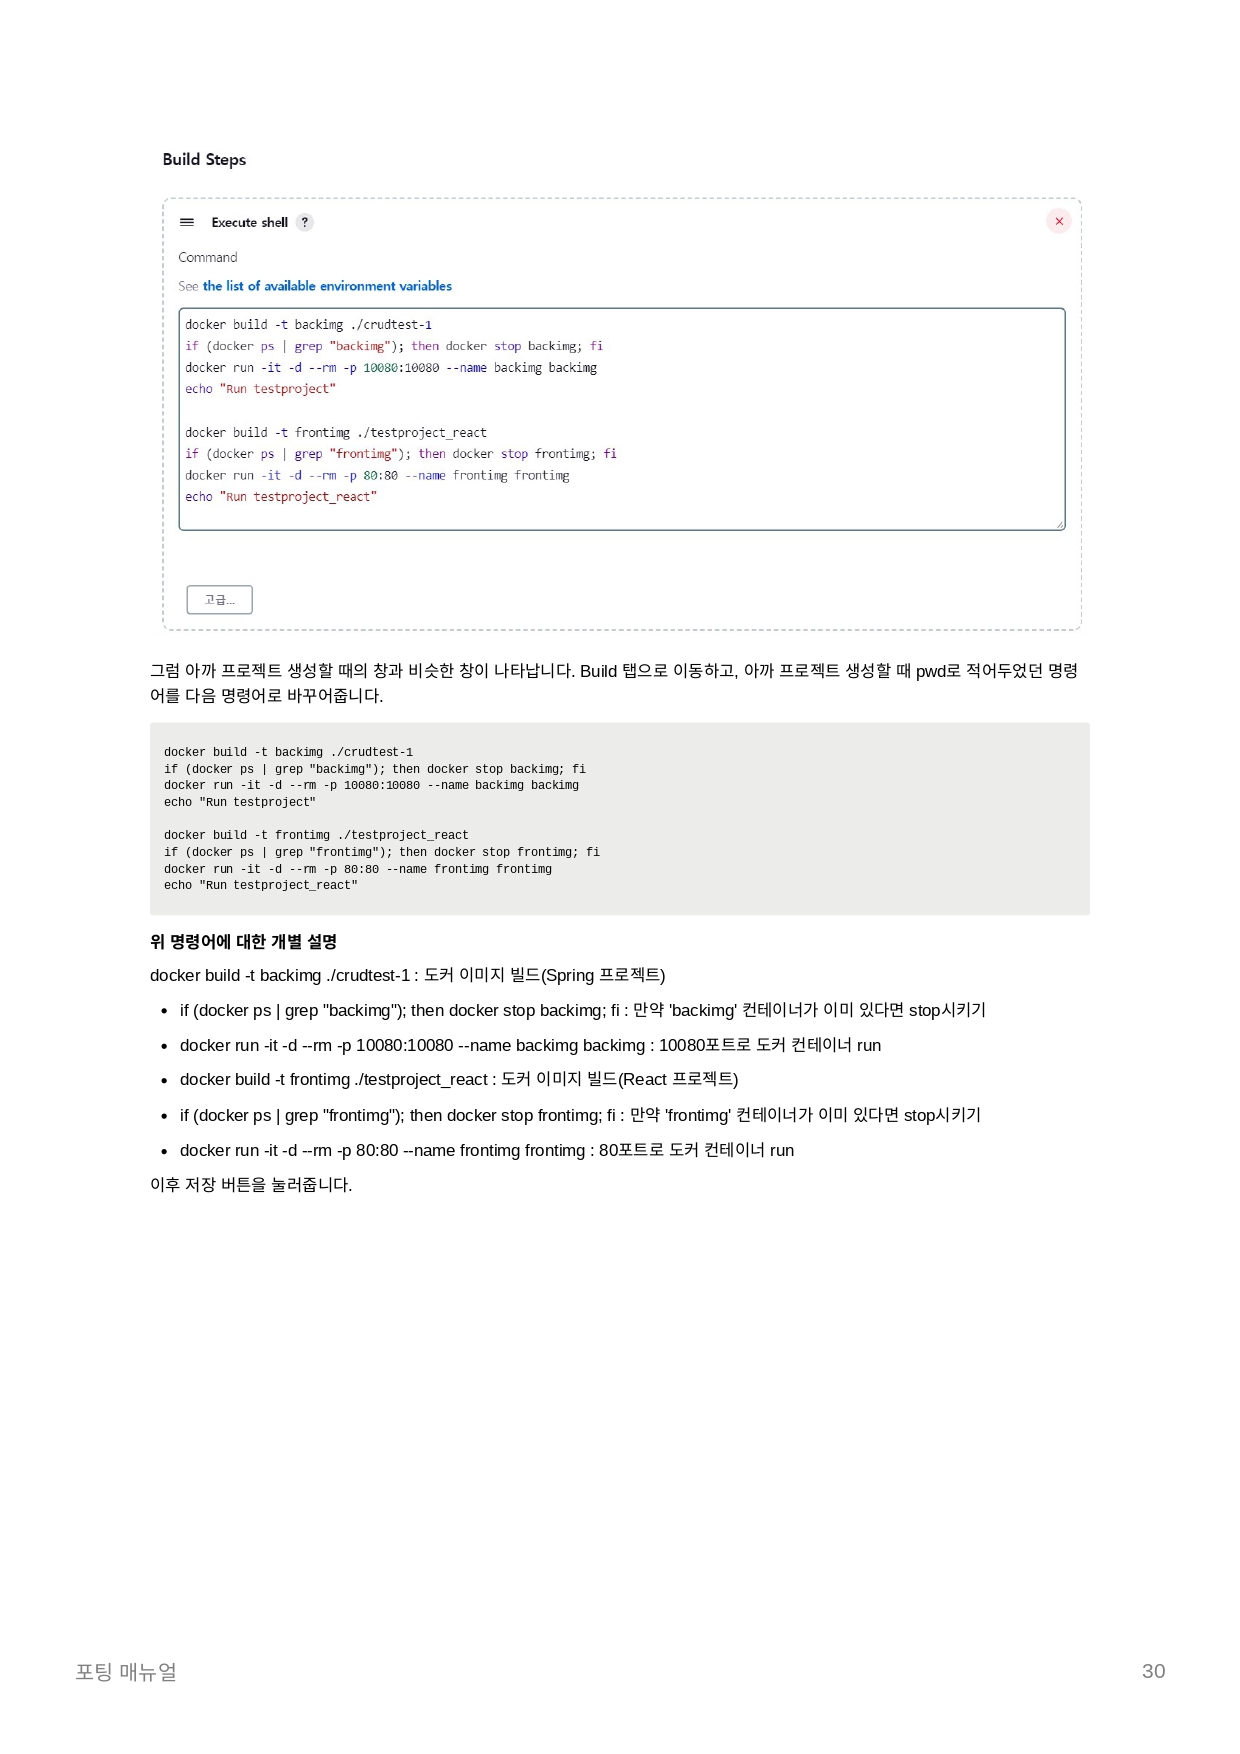 Build Steps
Execute shell ?
Command
See the list of available environment variables
docker build -t backimg ./crudtest-1
if (docker ps | grep "backimg"); then docker stop backimg; fi
docker run -it -d --rm -p 10080:10080 --name backimg backimg
echo "Run testproject"
docker build -t frontimg ./testproject_react
if (docker ps | grep "frontimg"); then docker stop frontimg; fi
docker run -it -d --rm -p 80:80 --name frontimg frontimg
echo "Run testproject_react"
고급...
그럼 아까 프로젝트 생성할 때의 창과 비슷한 창이 나타납니다. Build 탭으로 이동하고, 아까 프로젝트 생성할 때 pwd로 적어두었던 명령
어를 다음 명령어로 바꾸어줍니다.
docker build -t backimg ./crudtest-1
if (docker ps | grep "backimg"); then docker stop backimg; fi
docker run -it -d --rm -p 10080:10080 --name backimg backimg
echo "Run testproject"
docker build -t frontimg ./testproject_react
if (docker ps | grep "frontimg"); then docker stop frontimg; fi
docker run -it -d --rm -p 80:80 --name frontimg frontimg
echo "Run testproject_react"
위 명령어에 대한 개별 설명
docker build -t backimg ./crudtest-1 : 도커 이미지 빌드(Spring 프로젝트)
• if (docker ps | grep "backimg"); then docker stop backimg; fi : 만약 'backimg' 컨테이너가 이미 있다면 stop시키기
• docker run -it -d --rm -p 10080:10080 --name backimg backimg : 10080포트로 도커 컨테이너 run
• docker build -t frontimg ./testproject_react : 도커 이미지 빌드(React 프로젝트)
• if (docker ps | grep "frontimg"); then docker stop frontimg; fi : 만약 'frontimg' 컨테이너가 이미 있다면 stop시키기
• docker run -it -d --rm -p 80:80 --name frontimg frontimg : 80포트로 도커 컨테이너 run
이후 저장 버튼을 눌러줍니다.
포팅 매뉴얼
30